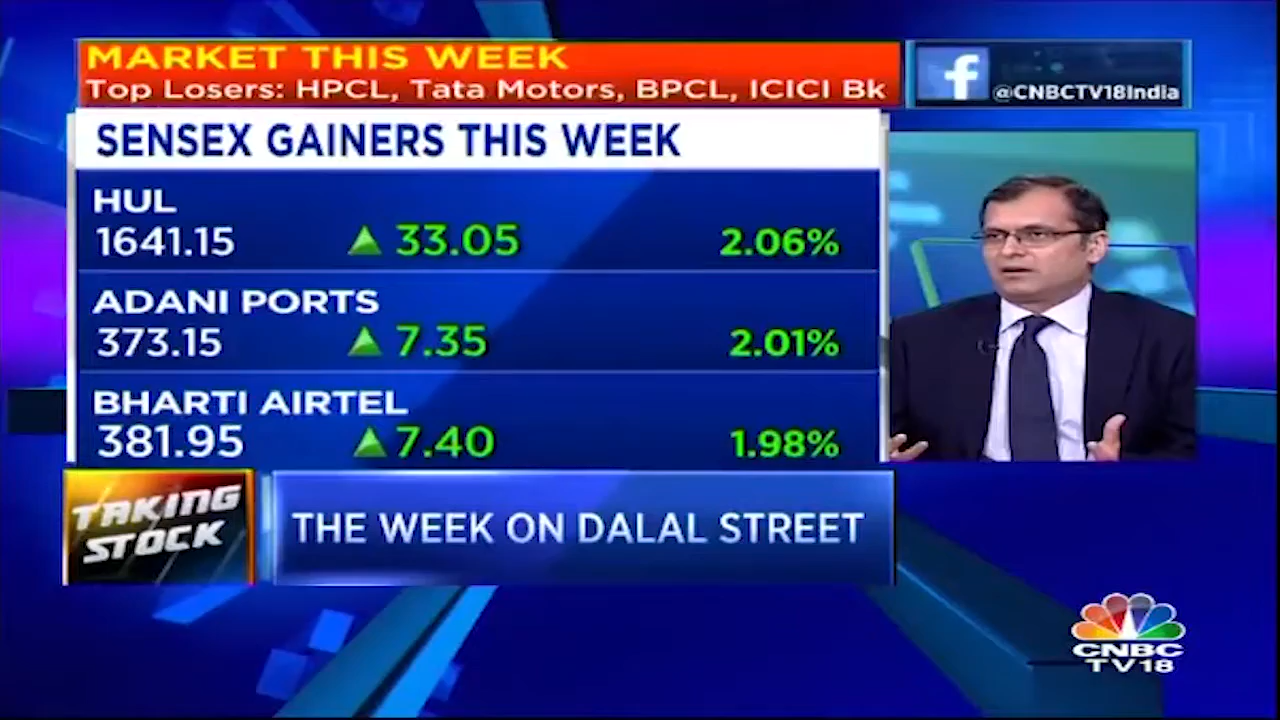 MARKET THIS WEEK
Top Losers: HPCL, Tata Motors, BPCL, ICICI Bk
f
@CNBCTV18India
SENSEX GAINERS THIS WEEK
HUL
1641.15 ▲ 33.05 2.06%
ADANI PORTS
373.15 ▲ 7.35 2.01%
BHARTI AIRTEL
381.95 ▲ 7.40 1.98%
TAKING
STOCK
THE WEEK ON DALAL STREET
CNBC
TV18